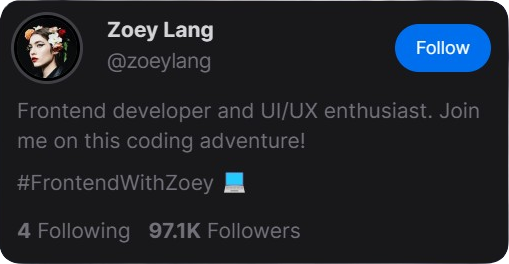 Zoey Lang
@zoeylang
Follow
Frontend developer and UI/UX enthusiast. Join
me on this coding adventure!
#FrontendWithZoey 💻
4 Following 97.1K Followers